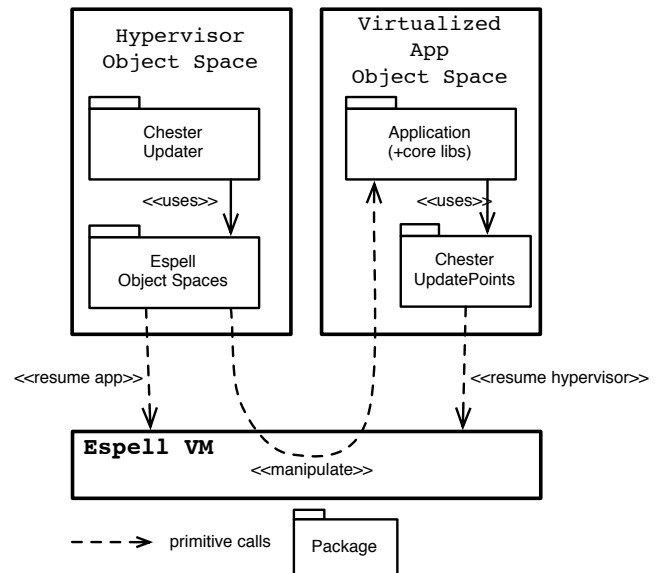 Hypervisor
Object Space
Virtualized
App
Object Space
Chester
Updater
Application
(+core libs)
<<uses>>
<<uses>>
Espell
Object Spaces
Chester
UpdatePoints
<<resume app>>
<<resume hypervisor>>
Espell VM
<<manipulate>>
primitive calls
Package